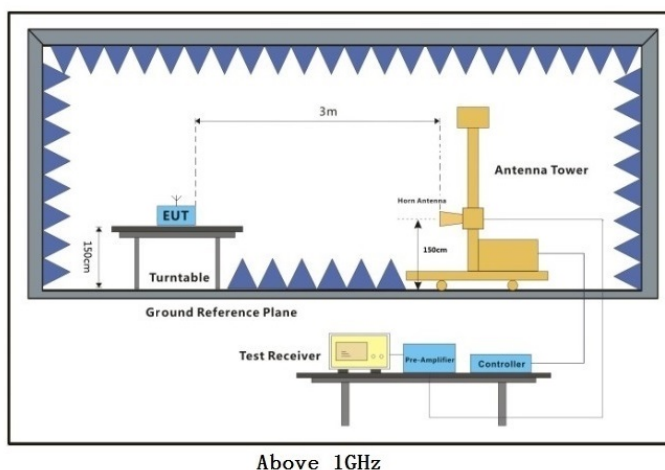 3m
Antenna Tower
Horn Antenna
EUT
150cm
150cm
Turntable
Ground Reference Plane
Test Receiver
Pre-Amplifier
Controller
Above 1GHz